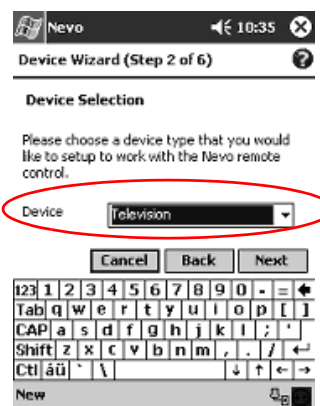 Nevo 10:35
Device Wizard (Step 2 of 6) ?
Device Selection
Please choose a device type that you would
like to setup to work with the Nevo remote
control.
Device Television
Cancel Back Next
123 1 2 3 4 5 6 7 8 9 0 - =
Tab q w e r t y u i o p [ ]
CAP a s d f g h j k l ; '
Shift z x c v b n m , . /
Ctl áü ` \
New